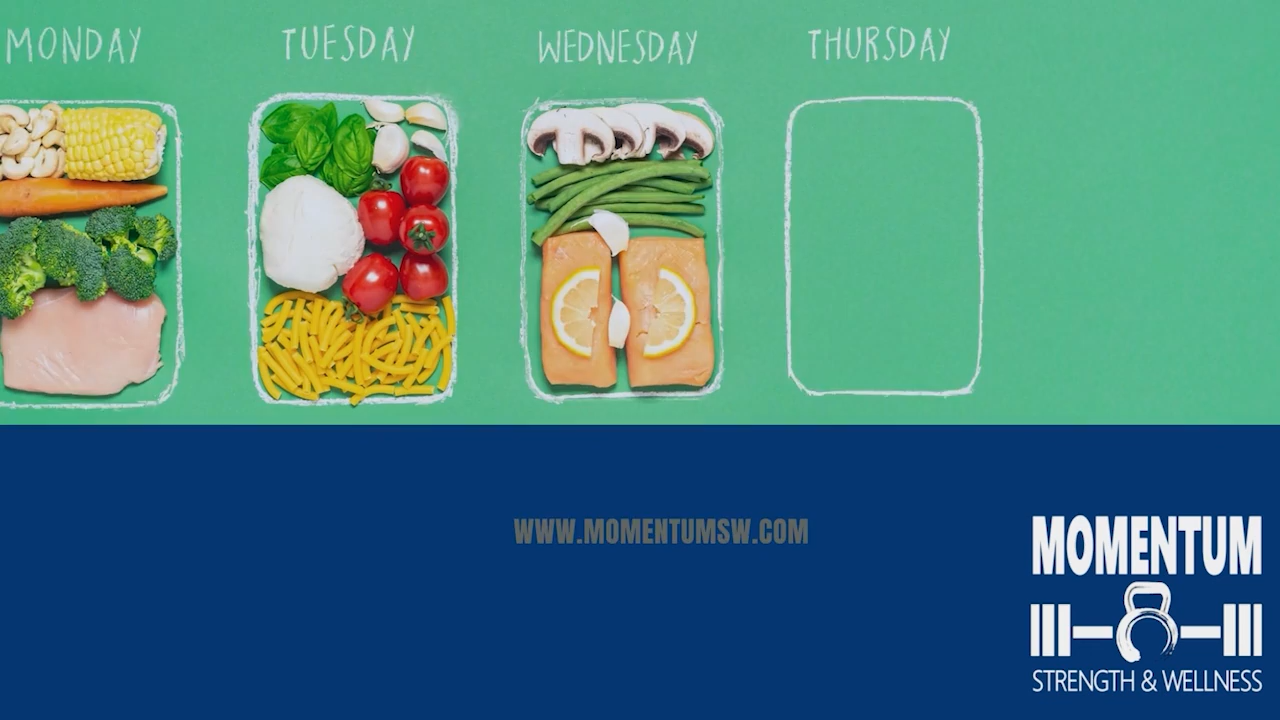 MONDAY
TUESDAY
WEDNESDAY
THURSDAY
WWW.MOMENTUMSW.COM
MOMENTUM
STRENGTH & WELLNESS